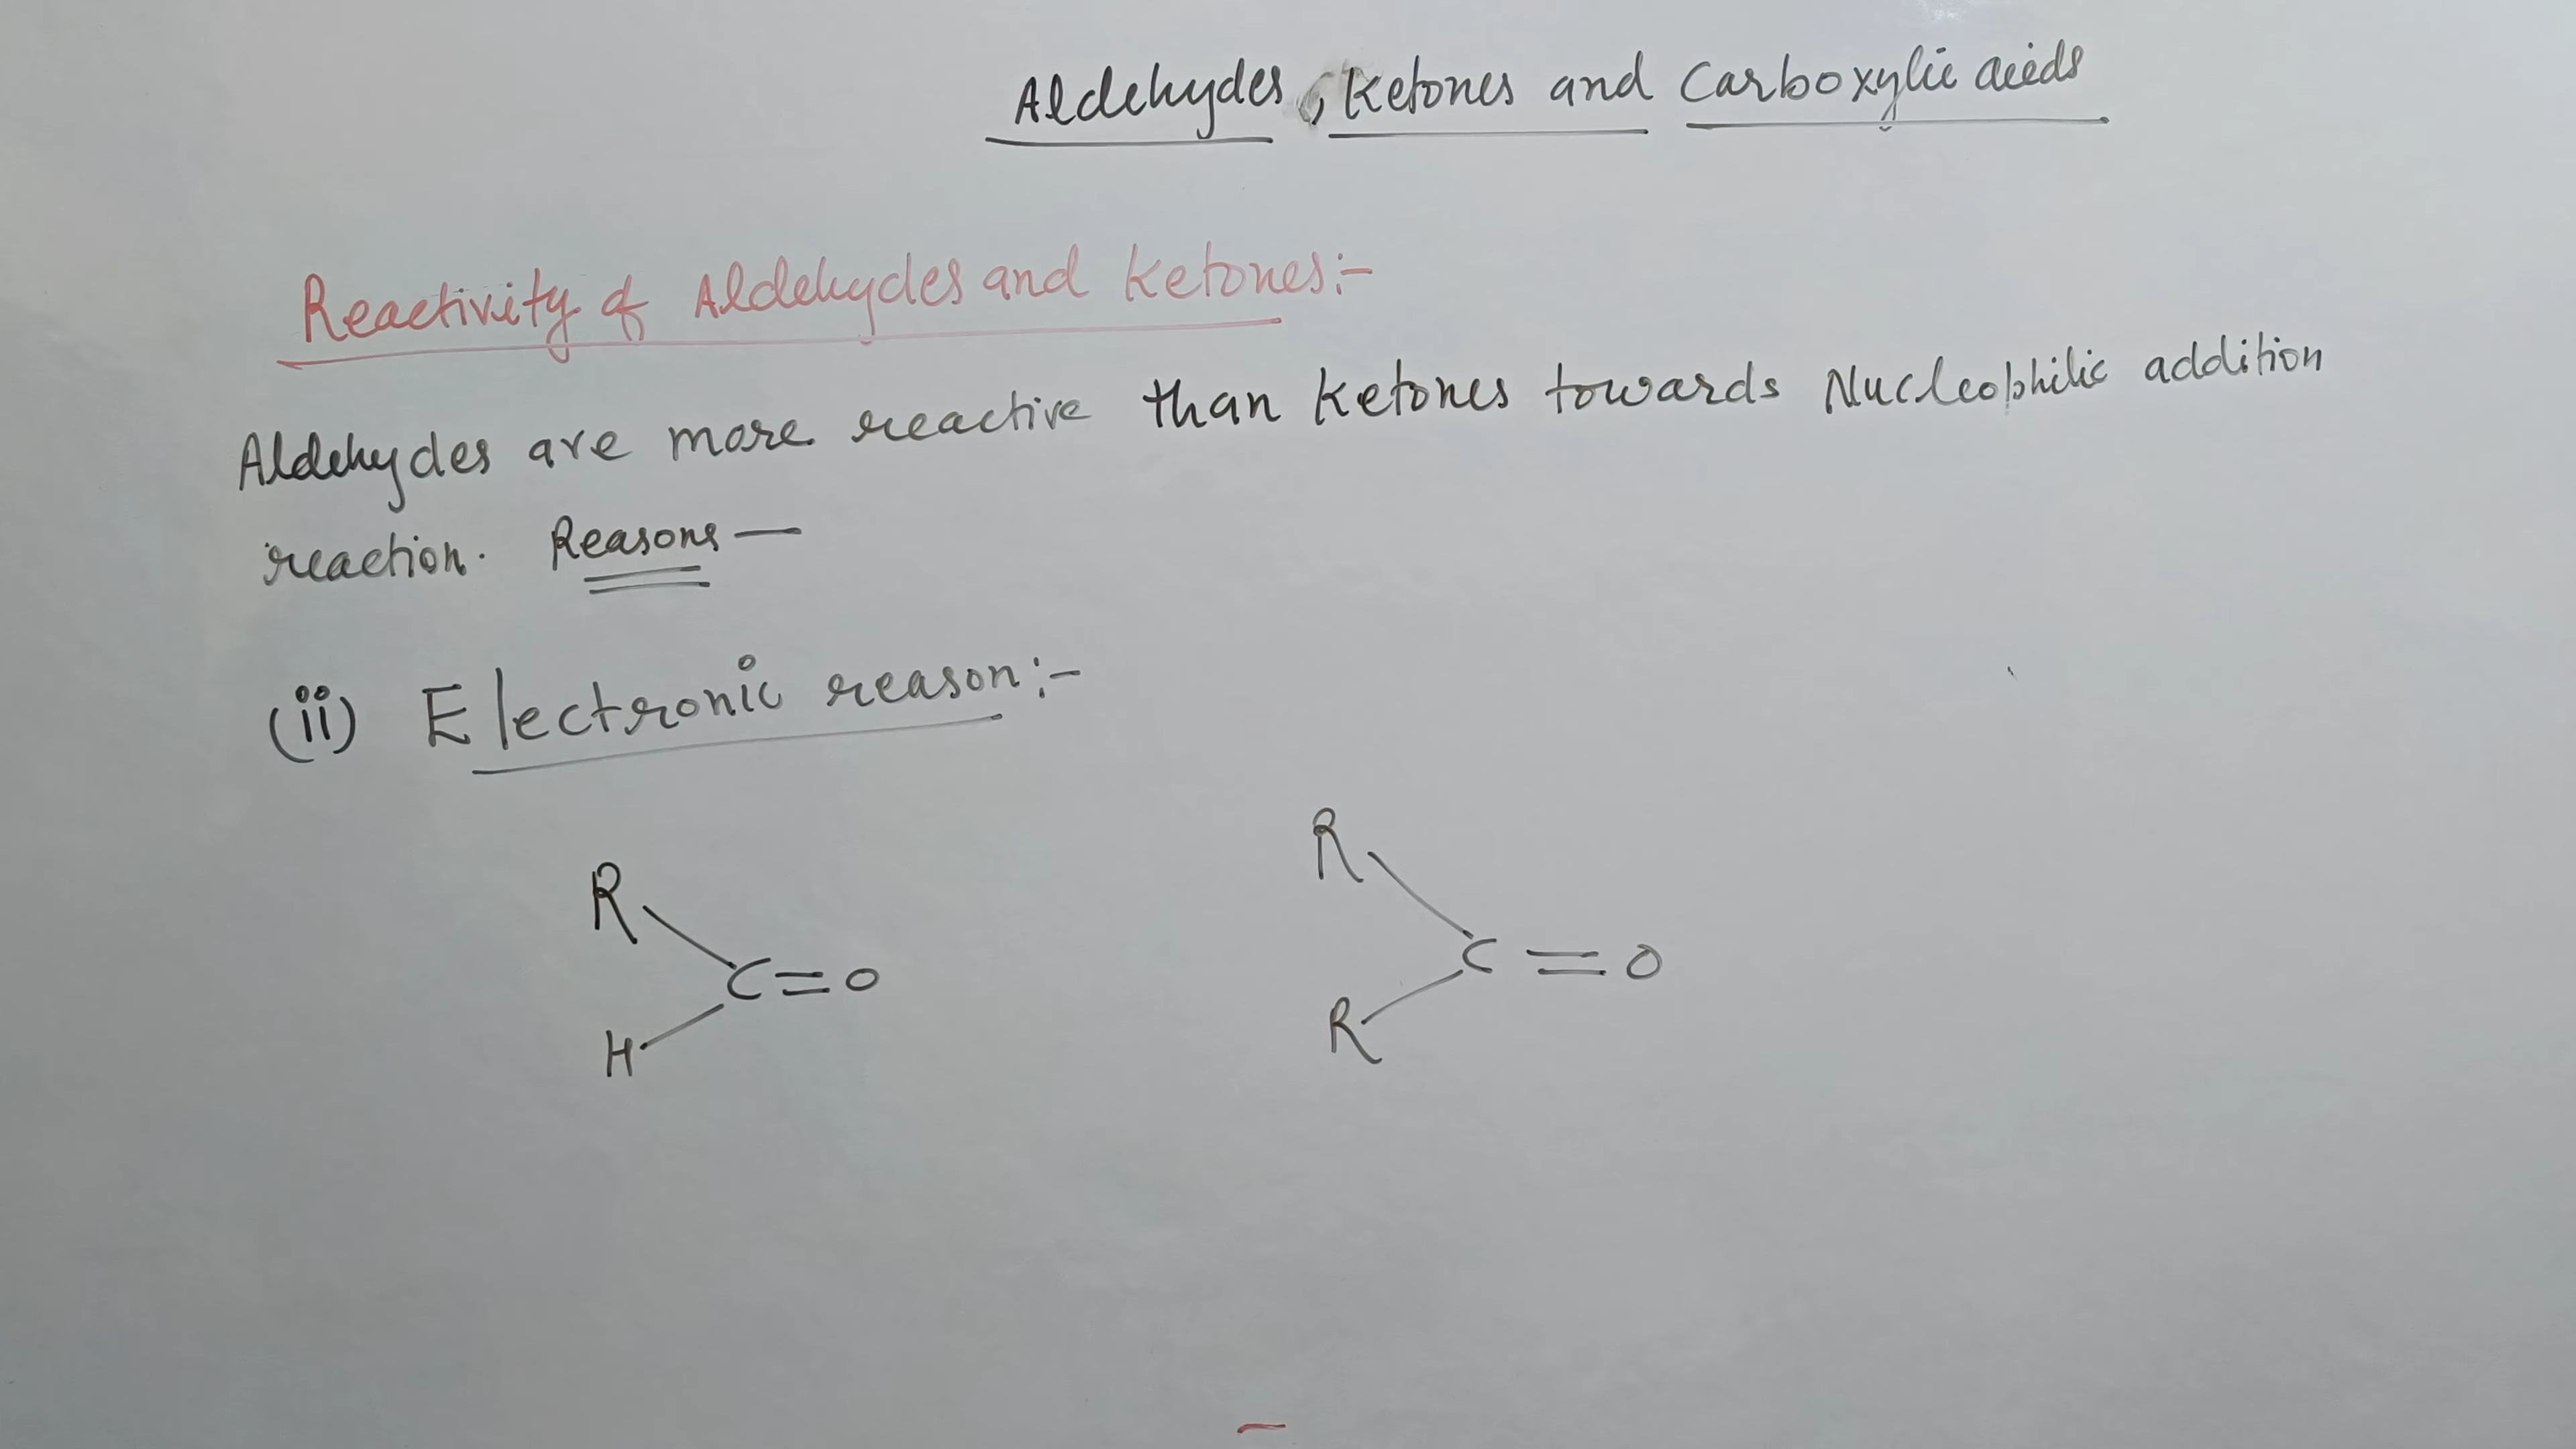 Aldehydes, Ketones and Carboxylic acids
Reactivity of Aldehydes and Ketones:-
Aldehydes are more reactive than Ketones towards Nucleophilic addition
reaction. Reasons —
(ii) Electronic reason:-
R R
C=O C=O
H R